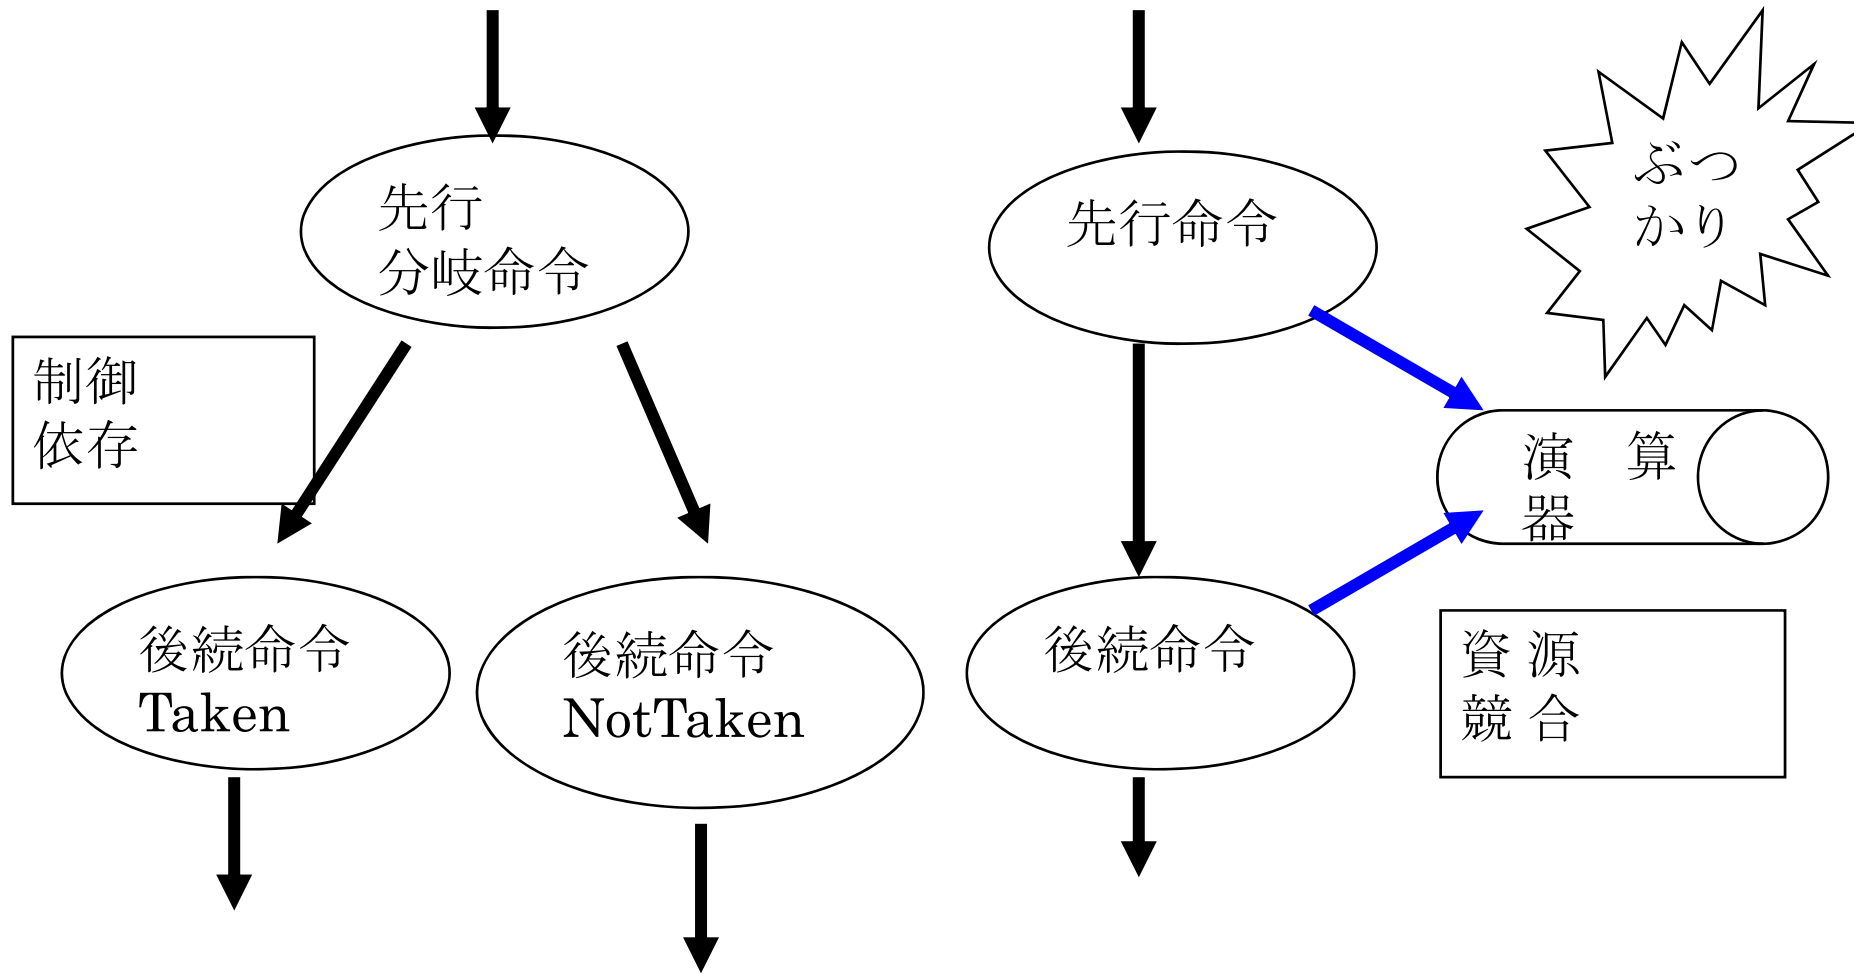 先行
分岐命令
制御
依存
後続命令
Taken
後続命令
NotTaken
先行命令
後続命令
ぶつ
かり
演 算
器
資 源
競 合